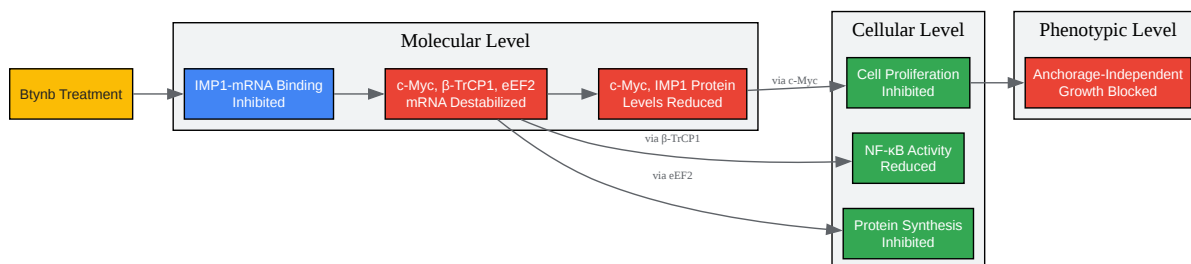 Molecular Level
Cellular Level
Phenotypic Level
Btynb Treatment
IMP1-mRNA Binding
Inhibited
c-Myc, β-TrCP1, eEF2
mRNA Destabilized
c-Myc, IMP1 Protein
Levels Reduced
via c-Myc
Cell Proliferation
Inhibited
Anchorage-Independent
Growth Blocked
via β-TrCP1
NF-κB Activity
Reduced
via eEF2
Protein Synthesis
Inhibited